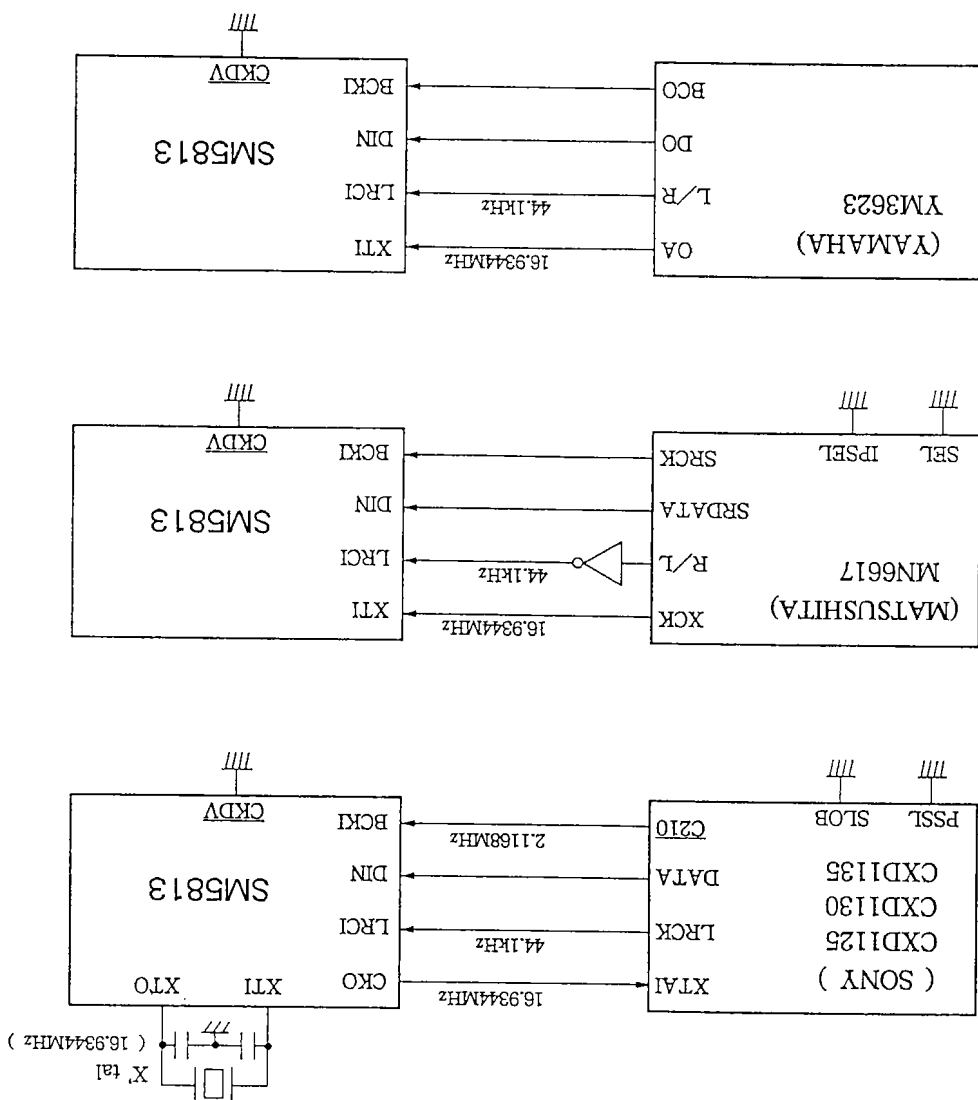 X'tal
( 16.9344MHz )
( SONY )
CXD1125
CXD1130
CXD1135
XTAI
LRCK
DATA
C210
PSSL
SLOB
16.9344MHz
44.1kHz
2.1168MHz
XTI
XTO
CKO
LRCI
DIN
BCKI
SM5813
CKDV
(MATSUSHITA)
MN6617
XCK
R/L
SRDATA
SRCK
SEL
IPSEL
16.9344MHz
44.1kHz
XTI
LRCI
DIN
BCKI
SM5813
CKDV
(YAMAHA)
YM3623
OA
L/R
DO
BCO
16.9344MHz
44.1kHz
XTI
LRCI
DIN
BCKI
SM5813
CKDV